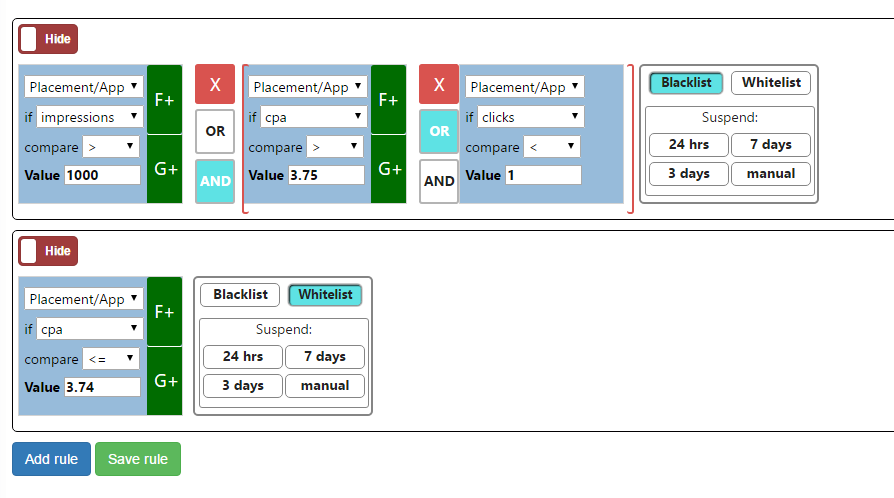 Hide
Placement/App F+ X Placement/App F+ X Placement/App Blacklist Whitelist
if impressions OR if cpa OR if clicks Suspend:
compare > compare > compare < 24 hrs 7 days
Value 1000 G+ AND Value 3.75 G+ AND Value 1 3 days manual
Hide
Placement/App F+ Blacklist Whitelist
if cpa Suspend:
compare <= 24 hrs 7 days
Value 3.74 G+ 3 days manual
Add rule Save rule